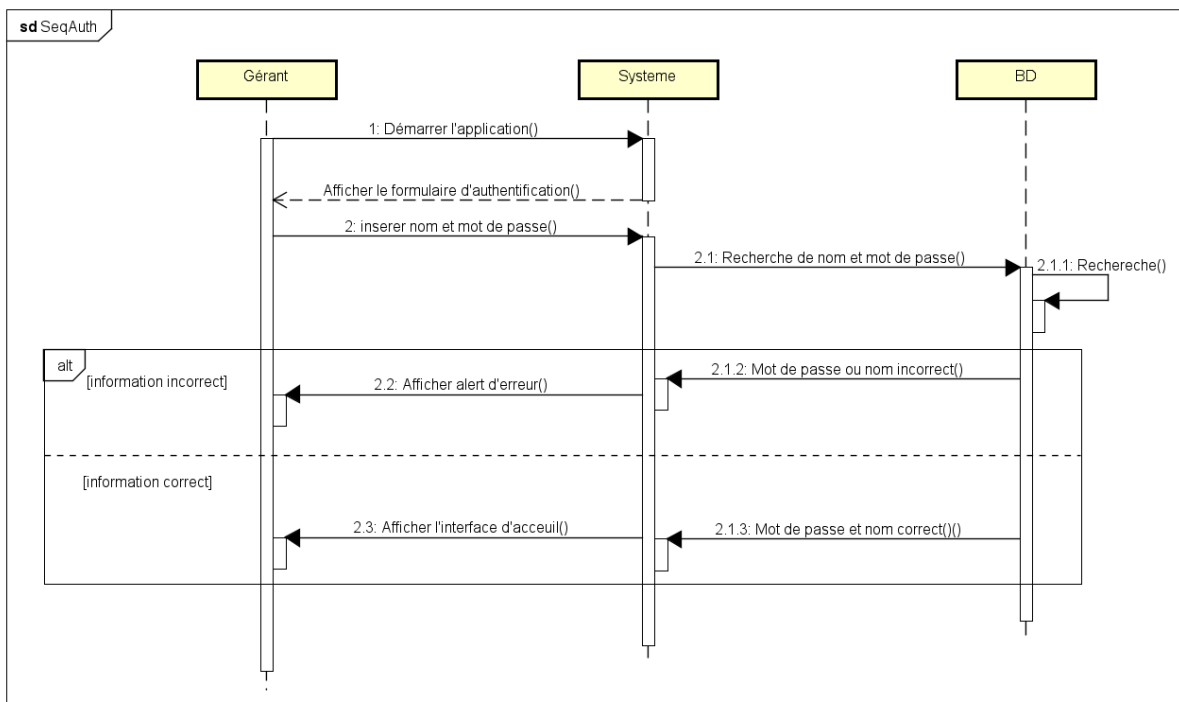 sd SeqAuth
Gérant
Systeme
BD
1: Démarrer l'application()
Afficher le formulaire d'authentification()
2: inserer nom et mot de passe()
2.1: Recherche de nom et mot de passe()
2.1.1: Rechereche()
alt
[information incorrect]
2.1.2: Mot de passe ou nom incorrect()
2.2: Afficher alert d'erreur()
[information correct]
2.3: Afficher l'interface d'acceuil()
2.1.3: Mot de passe et nom correct()()